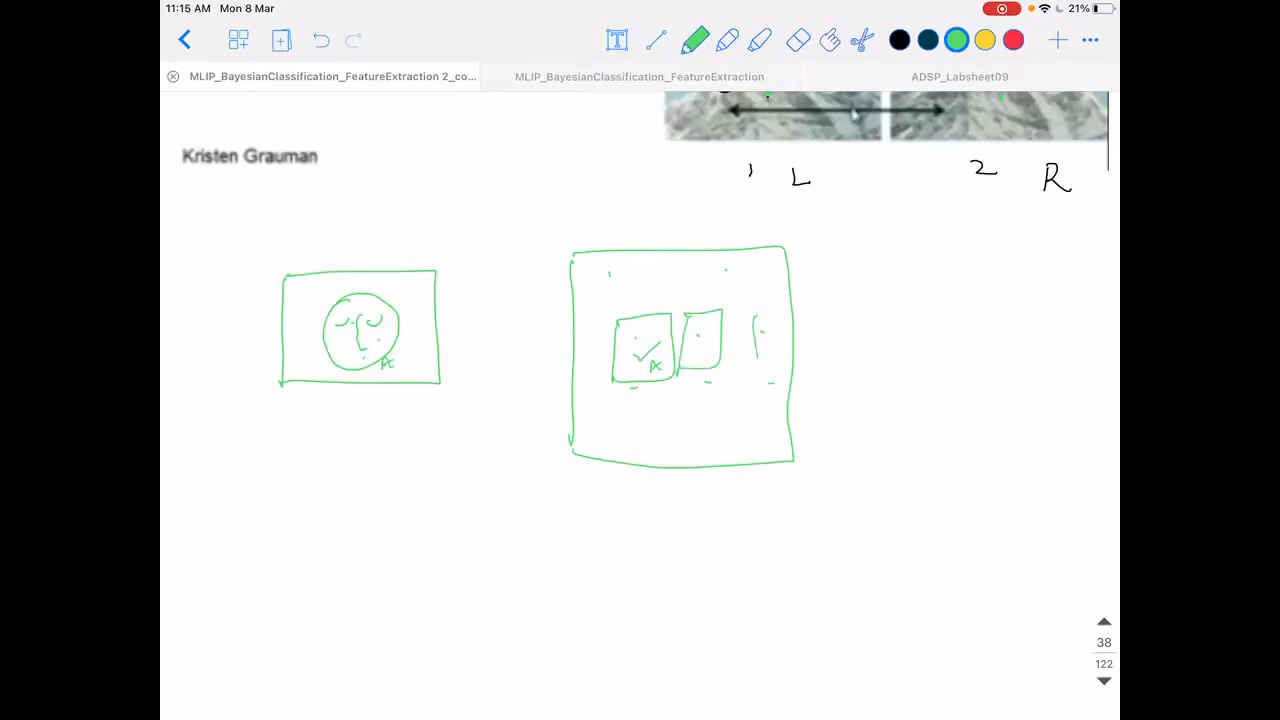 11:15 AM Mon 8 Mar 21%
MLIP_BayesianClassification_FeatureExtraction 2_co... MLIP_BayesianClassification_FeatureExtraction ADSP_Labsheet09
Kristen Grauman
1 L 2 R
A A
38
122